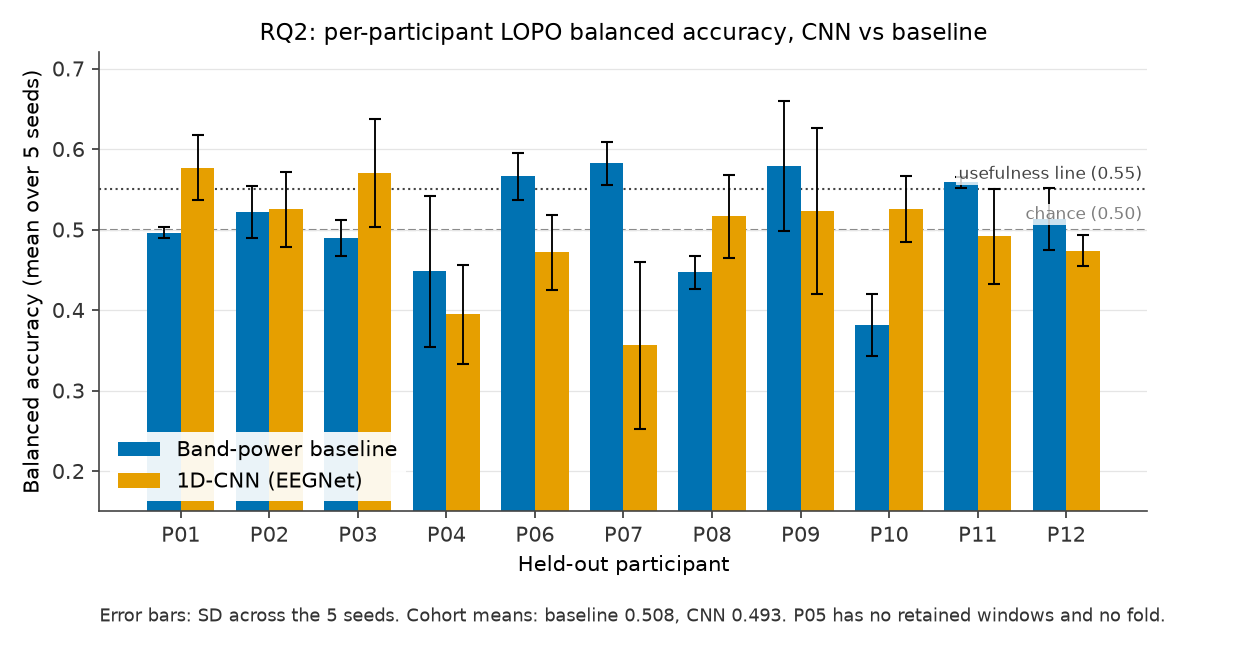 RQ2: per-participant LOPO balanced accuracy, CNN vs baseline
Balanced accuracy (mean over 5 seeds)
0.7
0.6
0.5
0.4
0.3
0.2
usefulness line (0.55)
chance (0.50)
Band-power baseline
1D-CNN (EEGNet)
P01 P02 P03 P04 P06 P07 P08 P09 P10 P11 P12
Held-out participant
Error bars: SD across the 5 seeds. Cohort means: baseline 0.508, CNN 0.493. P05 has no retained windows and no fold.